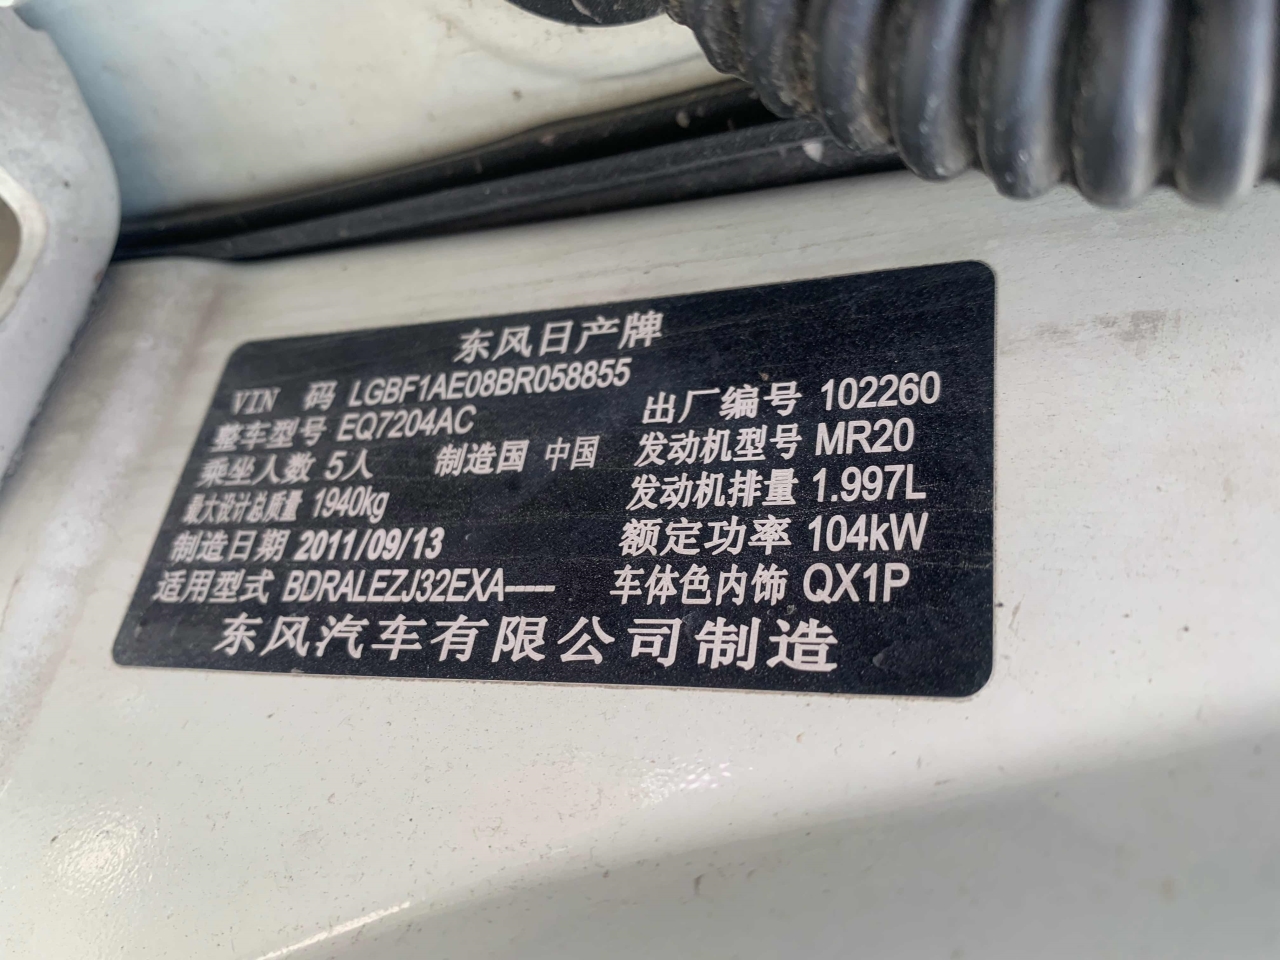 东风日产牌
VIN 码 LGBF1AE08BR058855
出厂编号 102260
整车型号 EQ7204AC
发动机型号 MR20
乘坐人数 5人 制造国 中国
发动机排量 1.997L
最大设计总质量 1940kg
额定功率 104kW
制造日期 2011/09/13
车体色内饰 QX1P
适用型式 BDRALEZJ32EXA-----
东风汽车有限公司制造